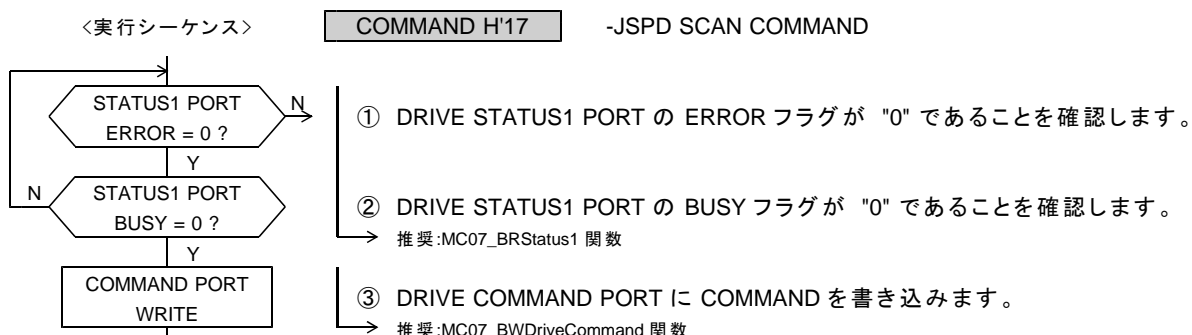 <実行シーケンス> COMMAND H'17 -JSPD SCAN COMMAND
STATUS1 PORT
ERROR = 0 ?
N
① DRIVE STATUS1 PORT の ERROR フラグが "0" であることを確認します。
Y
N
STATUS1 PORT
BUSY = 0 ?
② DRIVE STATUS1 PORT の BUSY フラグが "0" であることを確認します。
推奨:MC07_BRStatus1 関数
Y
COMMAND PORT
WRITE
③ DRIVE COMMAND PORT に COMMAND を書き込みます。
推奨:MC07_BWDriveCommand 関数